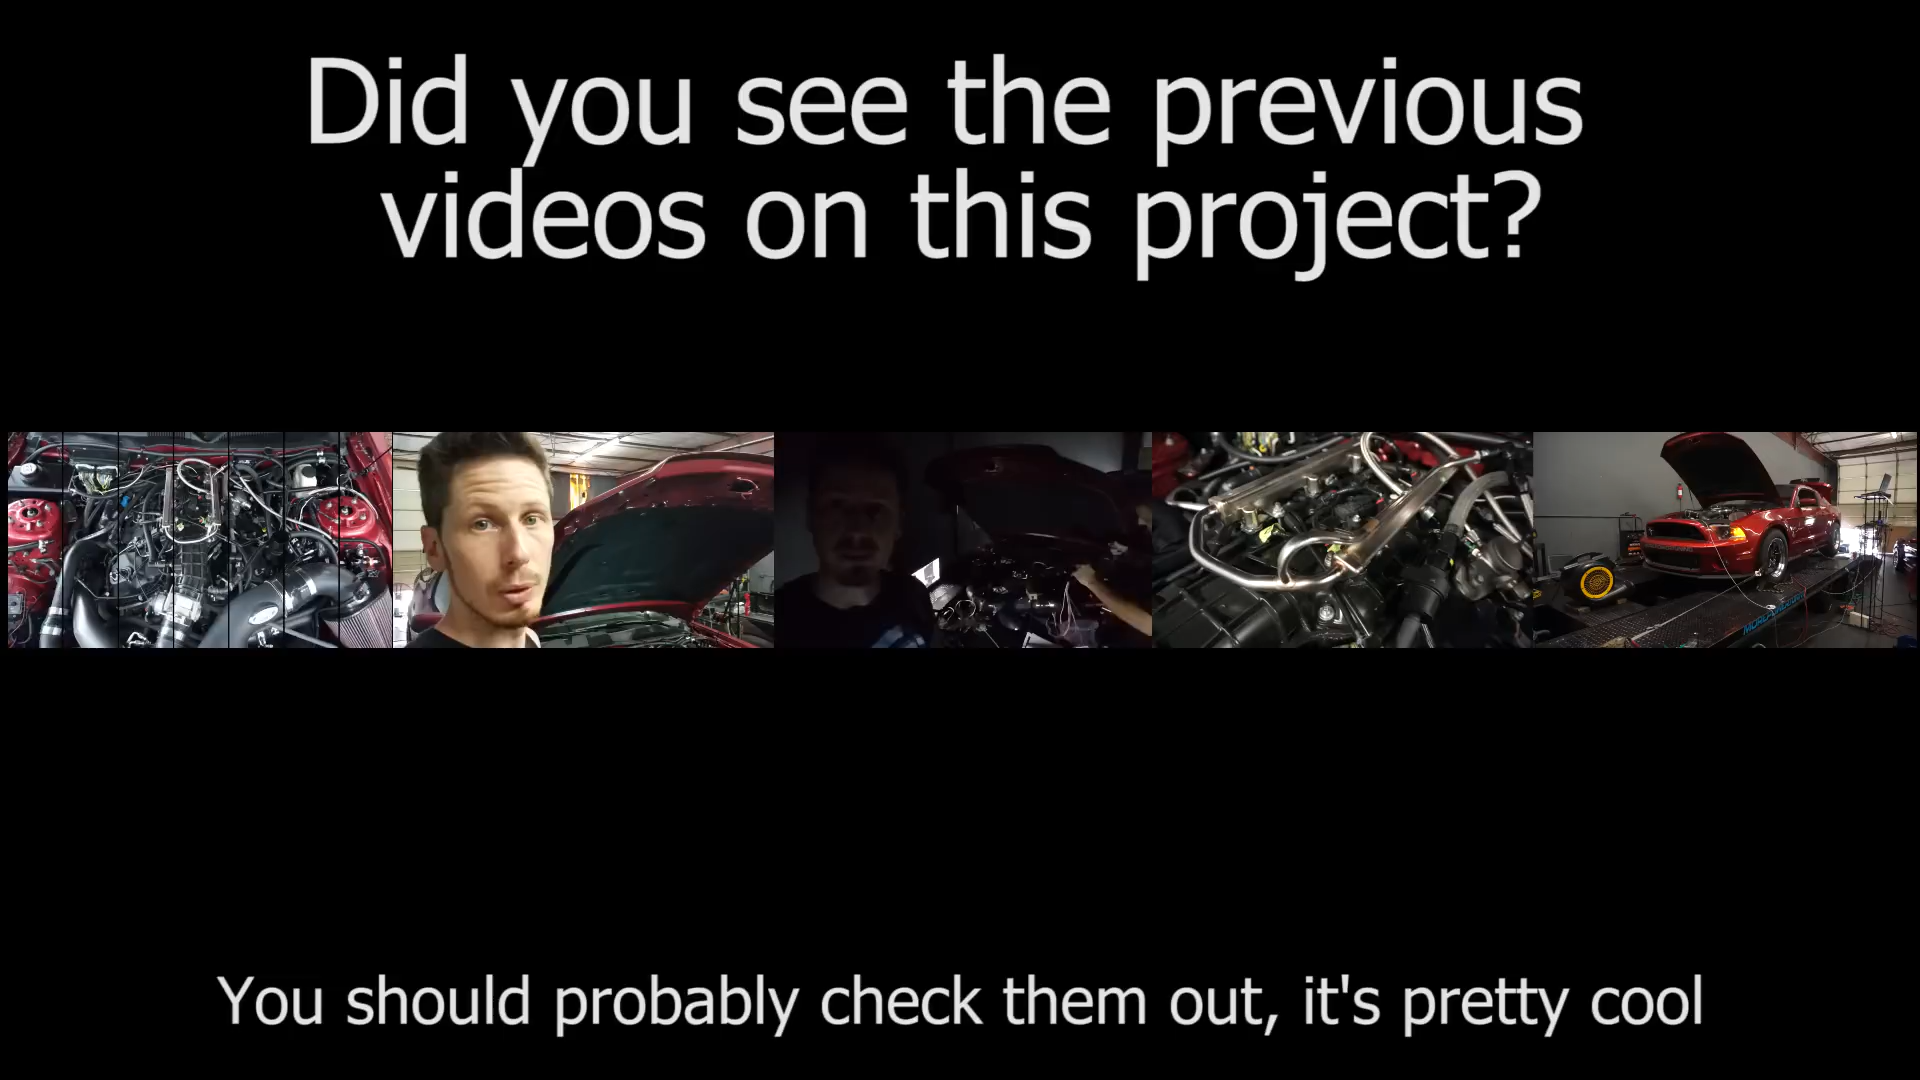 Did you see the previous
videos on this project?
You should probably check them out, it's pretty cool